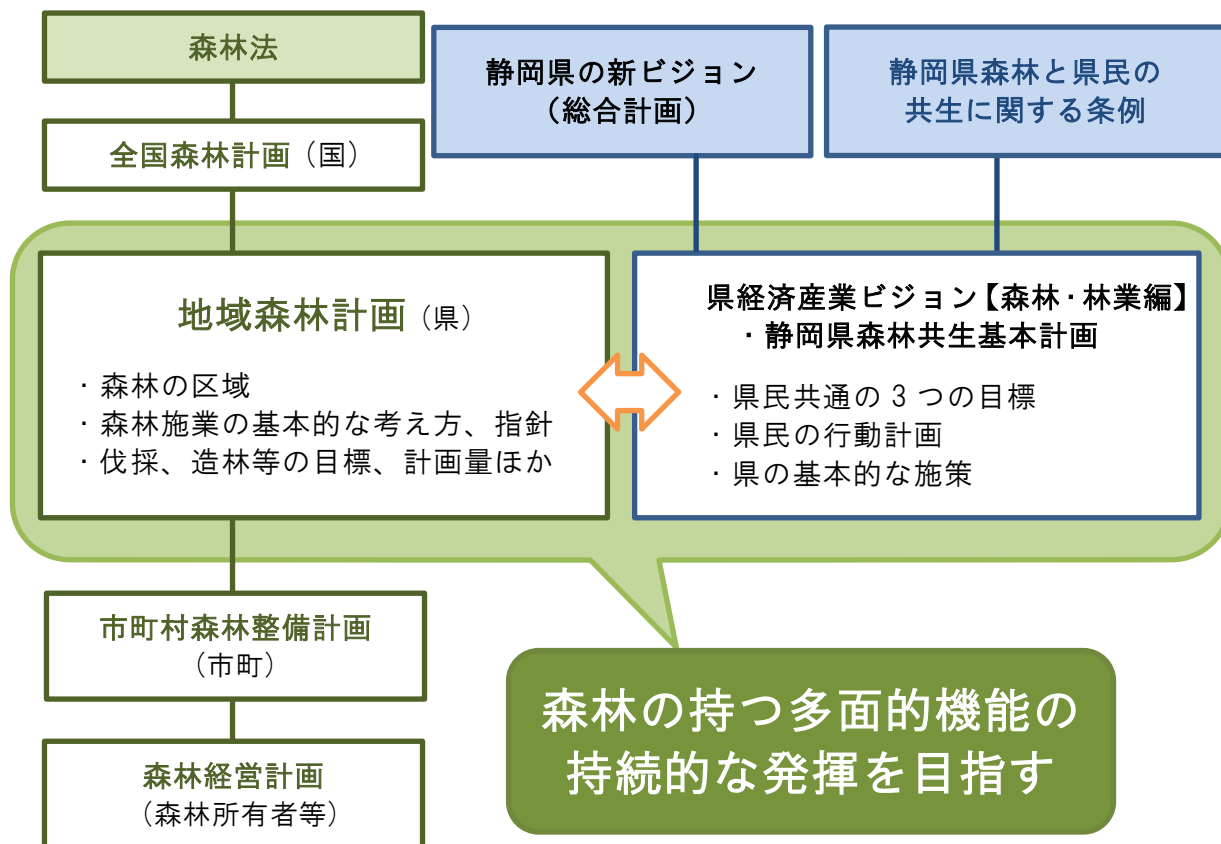 森林法
全国森林計画（国）
静岡県の新ビジョン
（総合計画）
静岡県森林と県民の
共生に関する条例
地域森林計画（県）
・森林の区域
・森林施業の基本的な考え方、指針
・伐採、造林等の目標、計画量ほか
県経済産業ビジョン【森林・林業編】
・静岡県森林共生基本計画
・県民共通の３つの目標
・県民の行動計画
・県の基本的な施策
市町村森林整備計画
（市町）
森林経営計画
（森林所有者等）
森林の持つ多面的機能の
持続的な発揮を目指す